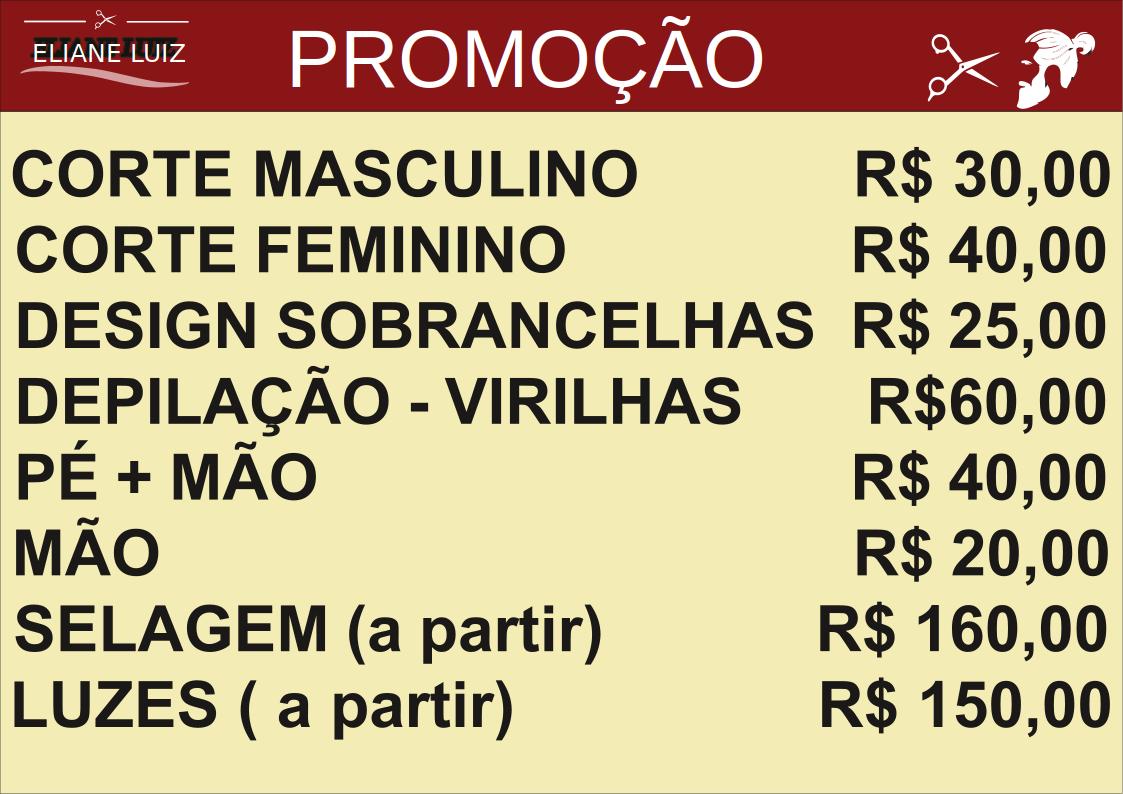 ELIANE LUIZ
PROMOÇÃO
CORTE MASCULINO R$ 30,00
CORTE FEMININO R$ 40,00
DESIGN SOBRANCELHAS R$ 25,00
DEPILAÇÃO - VIRILHAS R$60,00
PÉ + MÃO R$ 40,00
MÃO R$ 20,00
SELAGEM (a partir) R$ 160,00
LUZES ( a partir) R$ 150,00